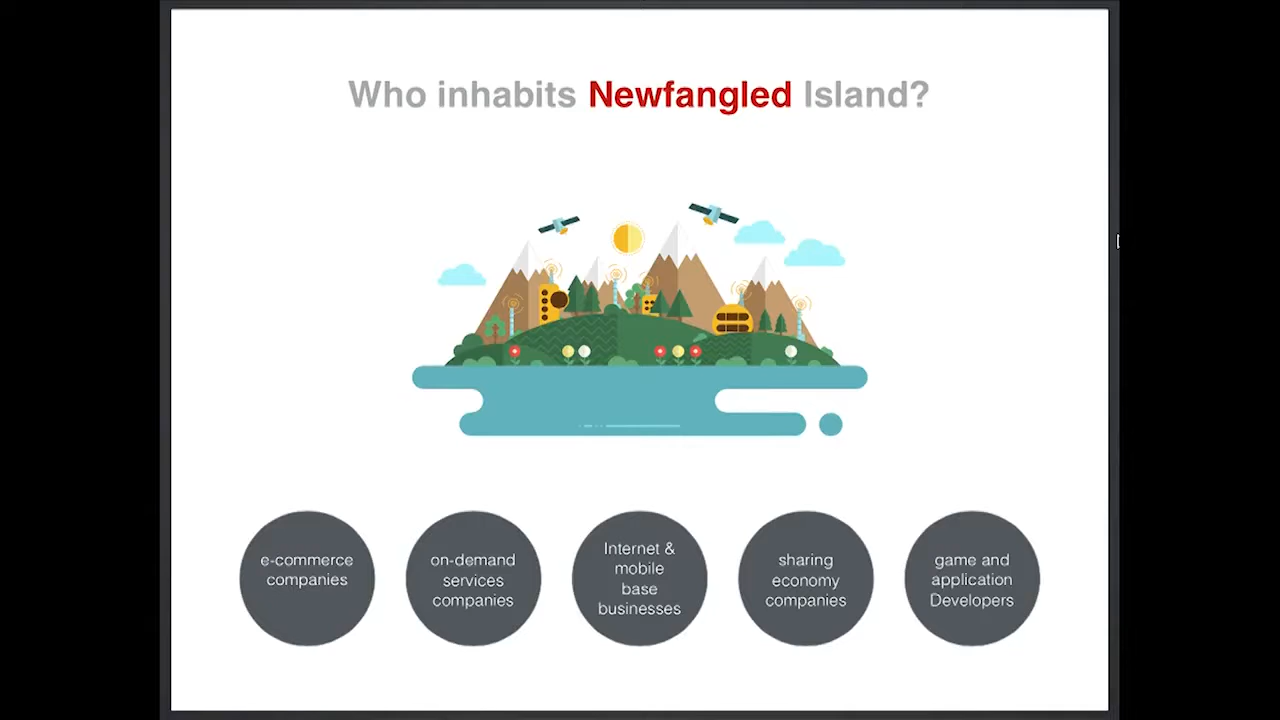 Who inhabits Newfangled Island?
e-commerce
companies
on-demand
services
companies
Internet &
mobile
base
businesses
sharing
economy
companies
game and
application
Developers